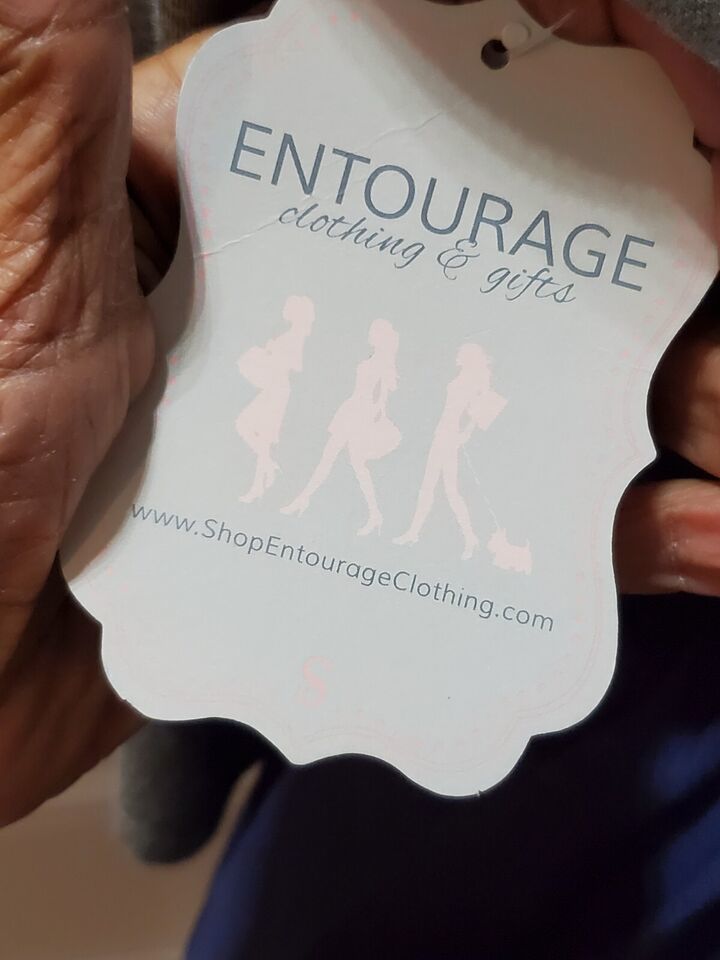 ENTOURAGE
clothing & gifts
www.ShopEntourageClothing.com
S